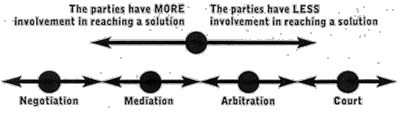 The parties have MORE
involvement in reaching a solution
The parties have LESS
involvement in reaching a solution
Negotiation
Mediation
Arbitration
Court